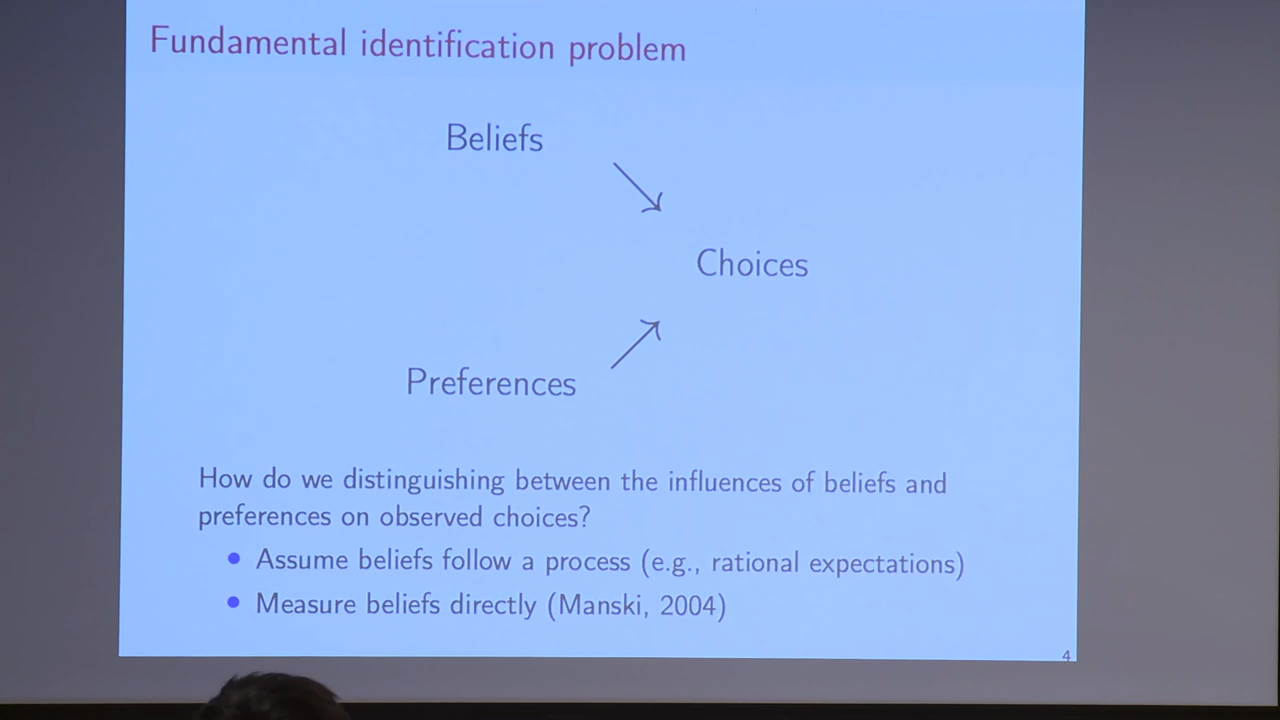 Fundamental identification problem
Beliefs
Choices
Preferences
How do we distinguishing between the influences of beliefs and
preferences on observed choices?
• Assume beliefs follow a process (e.g., rational expectations)
• Measure beliefs directly (Manski, 2004)
4